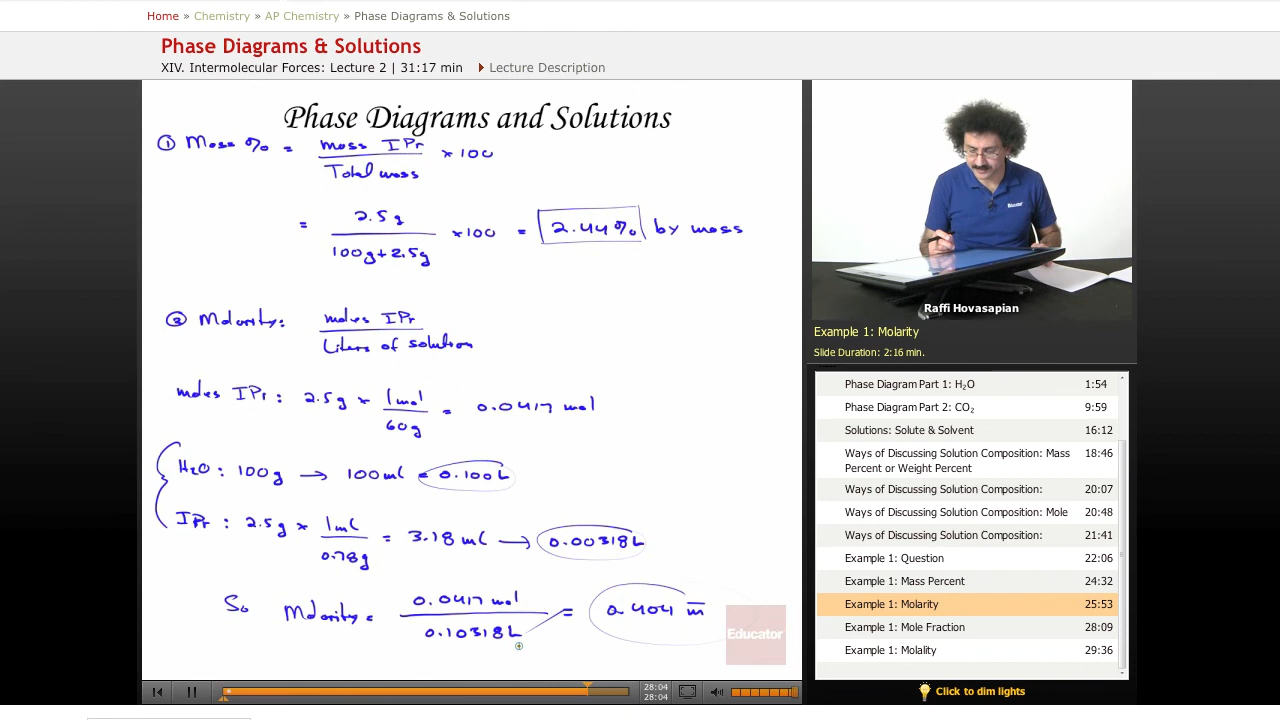 Home » Chemistry » AP Chemistry » Phase Diagrams & Solutions
Phase Diagrams & Solutions
XIV. Intermolecular Forces: Lecture 2 | 31:17 min Lecture Description
Phase Diagrams and Solutions
① Mass % = mass IPr / Total mass × 100
= 2.5g / 100g+2.5g ×100 = 2.44% by mass
② Molarity: moles IPr / Liters of solution
moles IPr : 2.5g × 1mol / 60g = 0.0417 mol
H2O : 100g → 100mL = 0.100L
IPr : 2.5g × 1mL / 0.78g = 3.18 mL → 0.00318L
So Molarity = 0.0417 mol / 0.10318L = 0.404 m
Educator
Educator
Raffi Hovasapian
Example 1: Molarity
Slide Duration: 2:16 min.
Phase Diagram Part 1: H₂O 1:54
Phase Diagram Part 2: CO₂ 9:59
Solutions: Solute & Solvent 16:12
Ways of Discussing Solution Composition: Mass 18:46
Percent or Weight Percent
Ways of Discussing Solution Composition: 20:07
Ways of Discussing Solution Composition: Mole 20:48
Ways of Discussing Solution Composition: 21:41
Example 1: Question 22:06
Example 1: Mass Percent 24:32
Example 1: Molarity 25:53
Example 1: Mole Fraction 28:09
Example 1: Molality 29:36
28:04
28:04
Click to dim lights